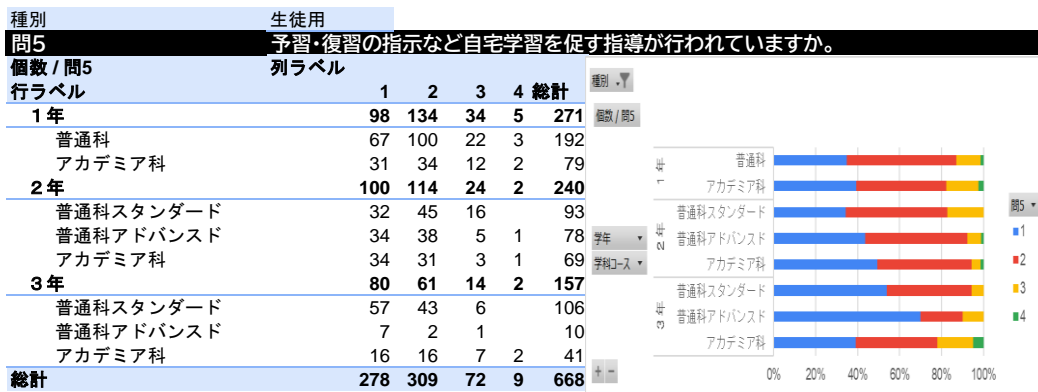 種別 生徒用
問5 予習・復習の指示など自宅学習を促す指導が行われていますか。
個数 / 問5 列ラベル
行ラベル 1 2 3 4 総計
1年 98 134 34 5 271
普通科 67 100 22 3 192
アカデミア科 31 34 12 2 79
2年 100 114 24 2 240
普通科スタンダード 32 45 16 93
普通科アドバンスド 34 38 5 1 78
アカデミア科 34 31 3 1 69
3年 80 61 14 2 157
普通科スタンダード 57 43 6 106
普通科アドバンスド 7 2 1 10
アカデミア科 16 16 7 2 41
総計 278 309 72 9 668
種別
個数 / 問5
学年
学科コース
1年
普通科
アカデミア科
2年
普通科スタンダード
普通科アドバンスド
アカデミア科
3年
普通科スタンダード
普通科アドバンスド
アカデミア科
0% 20% 40% 60% 80% 100%
問5
1
2
3
4
+ −